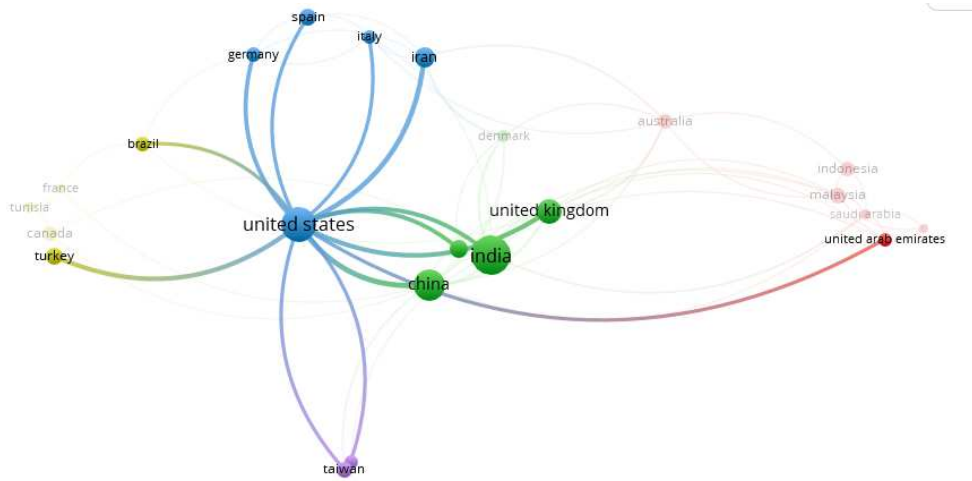 spain
italy
germany
iran
australia
denmark
brazil
indonesia
france
malaysia
tunisia
united kingdom
saudi arabia
united states
canada
united arab emirates
turkey
india
china
taiwan